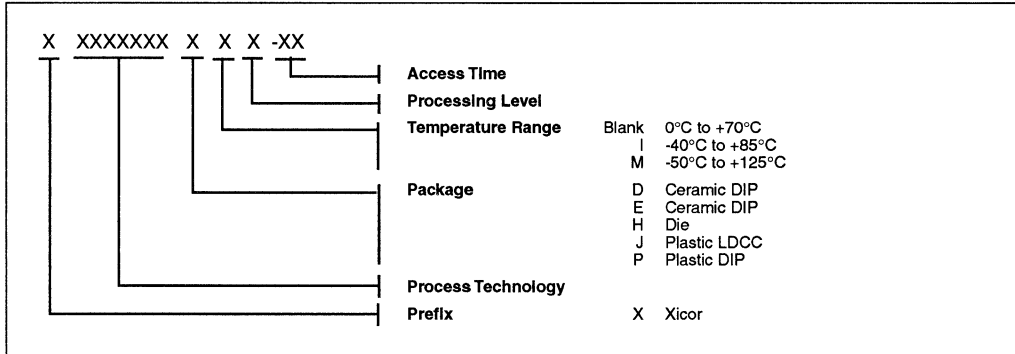 X XXXXXXX X X X -XX
Access Time
Processing Level
Temperature Range Blank 0°C to +70°C
I -40°C to +85°C
M -50°C to +125°C
Package D Ceramic DIP
E Ceramic DIP
H Die
J Plastic LDCC
P Plastic DIP
Process Technology
Prefix X Xicor